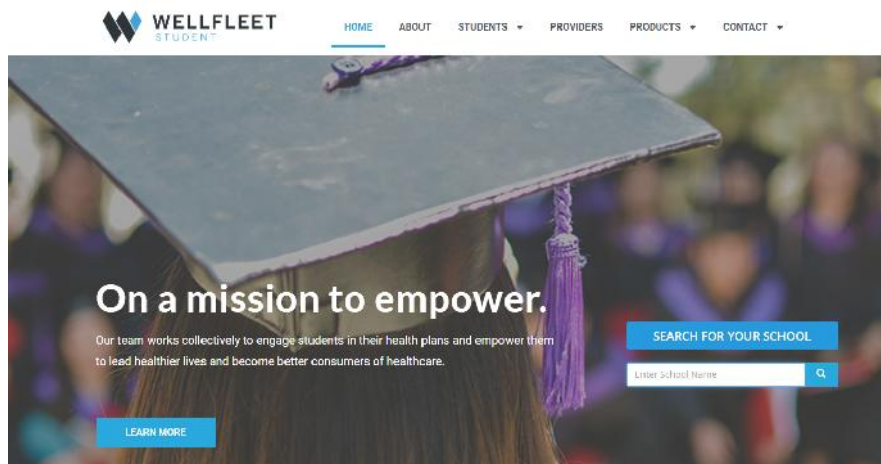 WELLFLEET
STUDENT
HOME ABOUT STUDENTS PROVIDERS PRODUCTS CONTACT
On a mission to empower.
Our team works collectively to engage students in their health plans and empower them
to lead healthier lives and become better consumers of healthcare.
SEARCH FOR YOUR SCHOOL
Enter School Name
LEARN MORE